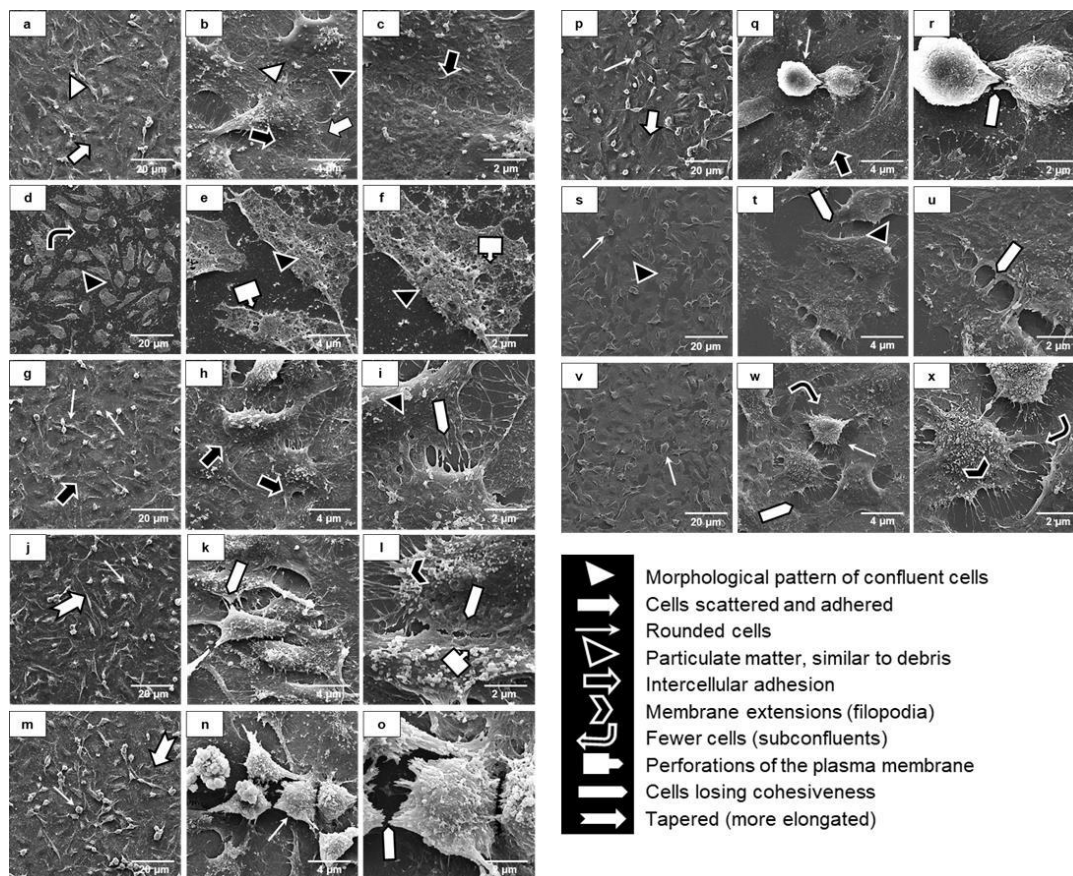 a
b
c
20 µm
4 µm
2 µm
d
e
f
20 µm
4 µm
2 µm
g
h
i
20 µm
4 µm
2 µm
j
k
l
20 µm
4 µm
2 µm
m
n
o
20 µm
4 µm
2 µm
p
q
r
20 µm
4 µm
2 µm
s
t
u
20 µm
4 µm
2 µm
v
w
x
20 µm
4 µm
2 µm
Morphological pattern of confluent cells
Cells scattered and adhered
Rounded cells
Particulate matter, similar to debris
Intercellular adhesion
Membrane extensions (filopodia)
Fewer cells (subconfluents)
Perforations of the plasma membrane
Cells losing cohesiveness
Tapered (more elongated)